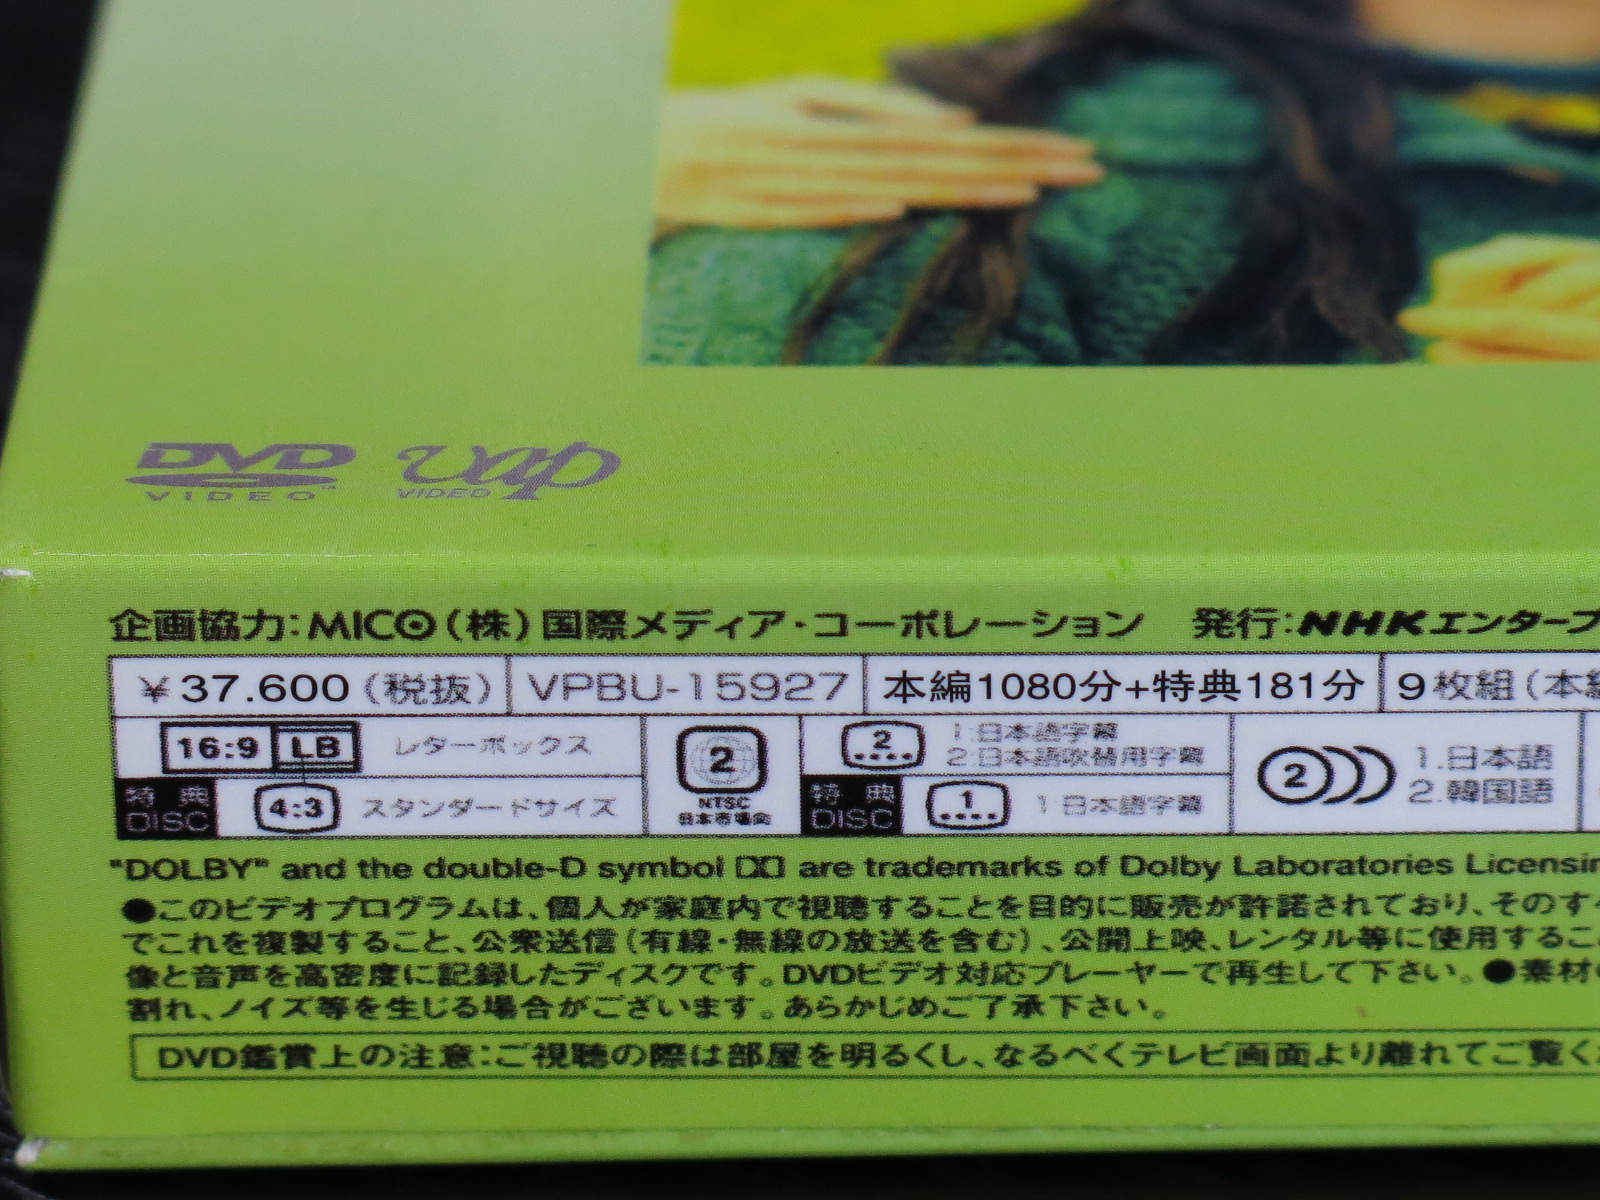 DVD
VIDEO™
vap
VIDEO
企画協力:MICO(株)国際メディア・コーポレーション 発行:NHKエンタープ
¥37.600(税抜) VPBU-15927 本編1080分+特典181分 9枚組(本編
16:9 LB レターボックス
特典 DISC 4:3 スタンダードサイズ
2 NTSC 日本市場向
2 1:日本語字幕
2:日本語吹替用字幕
特典 DISC 1 1:日本語字幕
2 1.日本語
2.韓国語
"DOLBY" and the double-D symbol are trademarks of Dolby Laboratories Licensin
●このビデオプログラムは、個人が家庭内で視聴することを目的に販売が許諾されており、そのすべ
でこれを複製すること、公衆送信(有線・無線の放送を含む)、公開上映、レンタル等に使用するこ
像と音声を高密度に記録したディスクです。DVDビデオ対応プレーヤーで再生して下さい。●素材
割れ、ノイズ等を生じる場合がございます。あらかじめご了承下さい。
DVD鑑賞上の注意:ご視聴の際は部屋を明るくし、なるべくテレビ画面より離れてご覧く